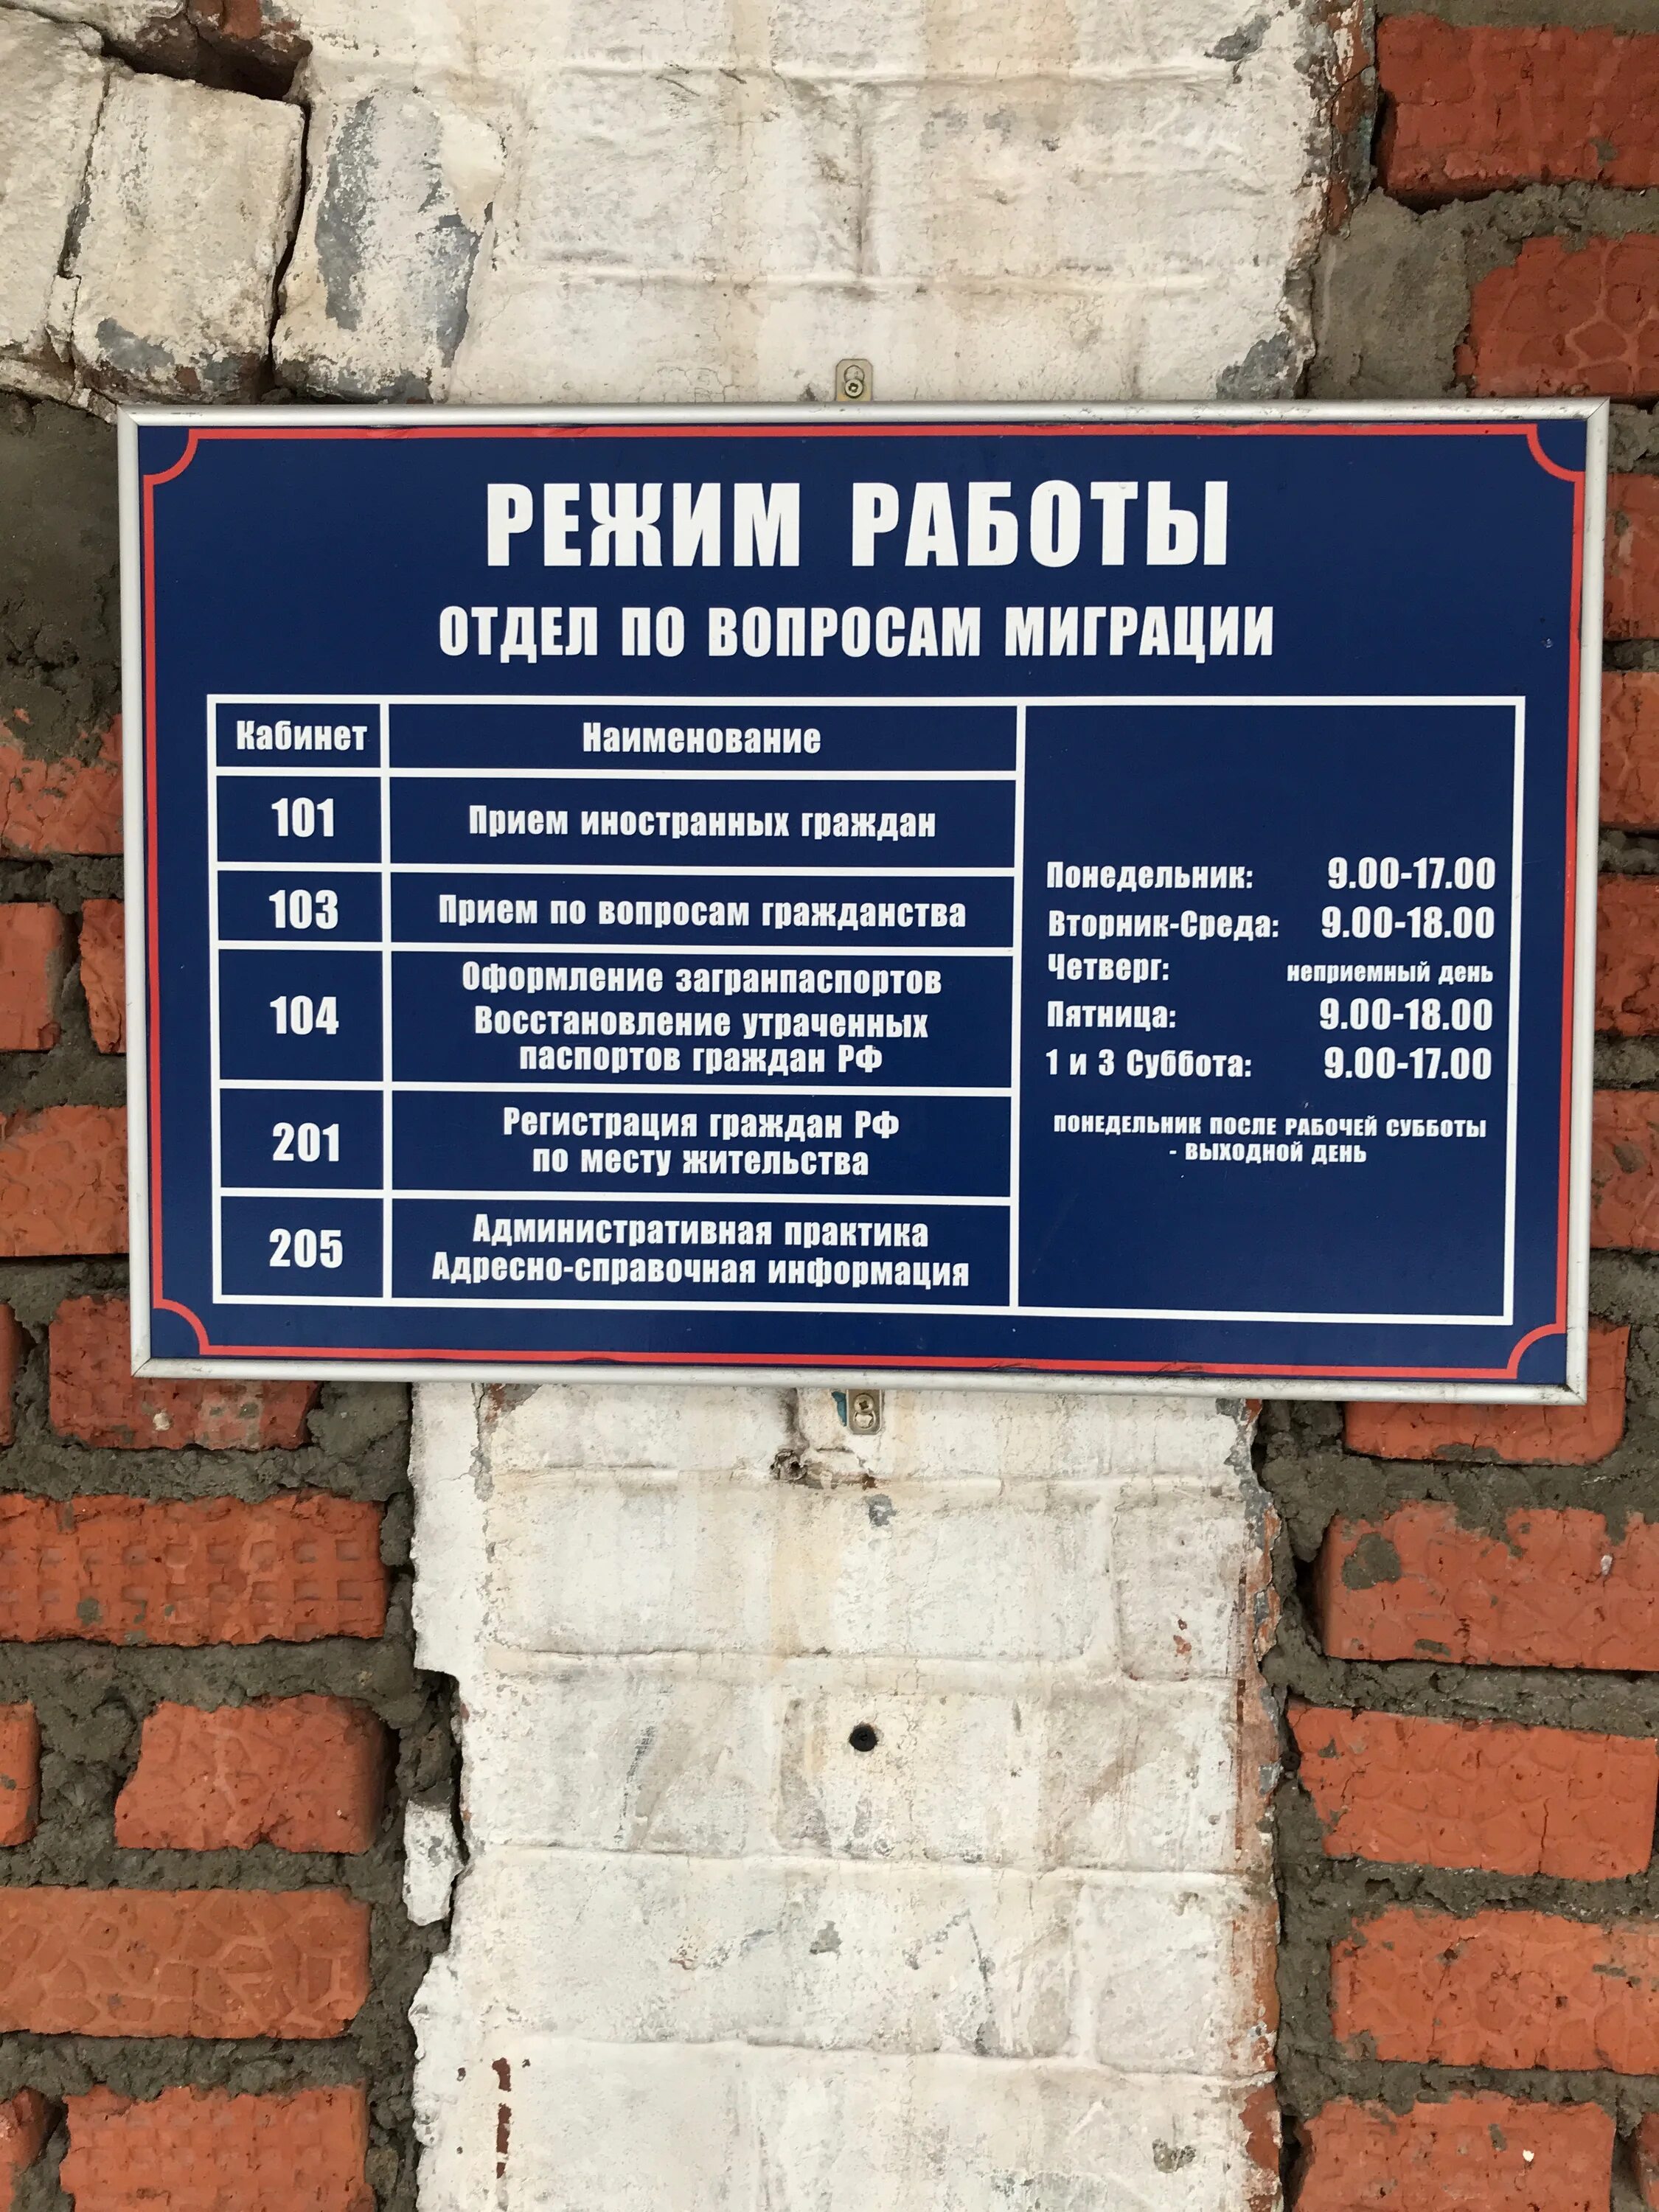 РЕЖИМ РАБОТЫ
ОТДЕЛ ПО ВОПРОСАМ МИГРАЦИИ
Кабинет Наименование
101 Прием иностранных граждан
103 Прием по вопросам гражданства
104 Оформление загранпаспортов
Восстановление утраченных
паспортов граждан РФ
201 Регистрация граждан РФ
по месту жительства
205 Административная практика
Адресно-справочная информация
Понедельник: 9.00-17.00
Вторник-Среда: 9.00-18.00
Четверг: неприемный день
Пятница: 9.00-18.00
1 и 3 Суббота: 9.00-17.00
ПОНЕДЕЛЬНИК ПОСЛЕ РАБОЧЕЙ СУББОТЫ
- ВЫХОДНОЙ ДЕНЬ